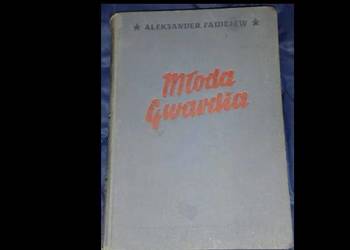 ★ ALEKSANDER FADIEJEW ★
Młoda
Gwardia